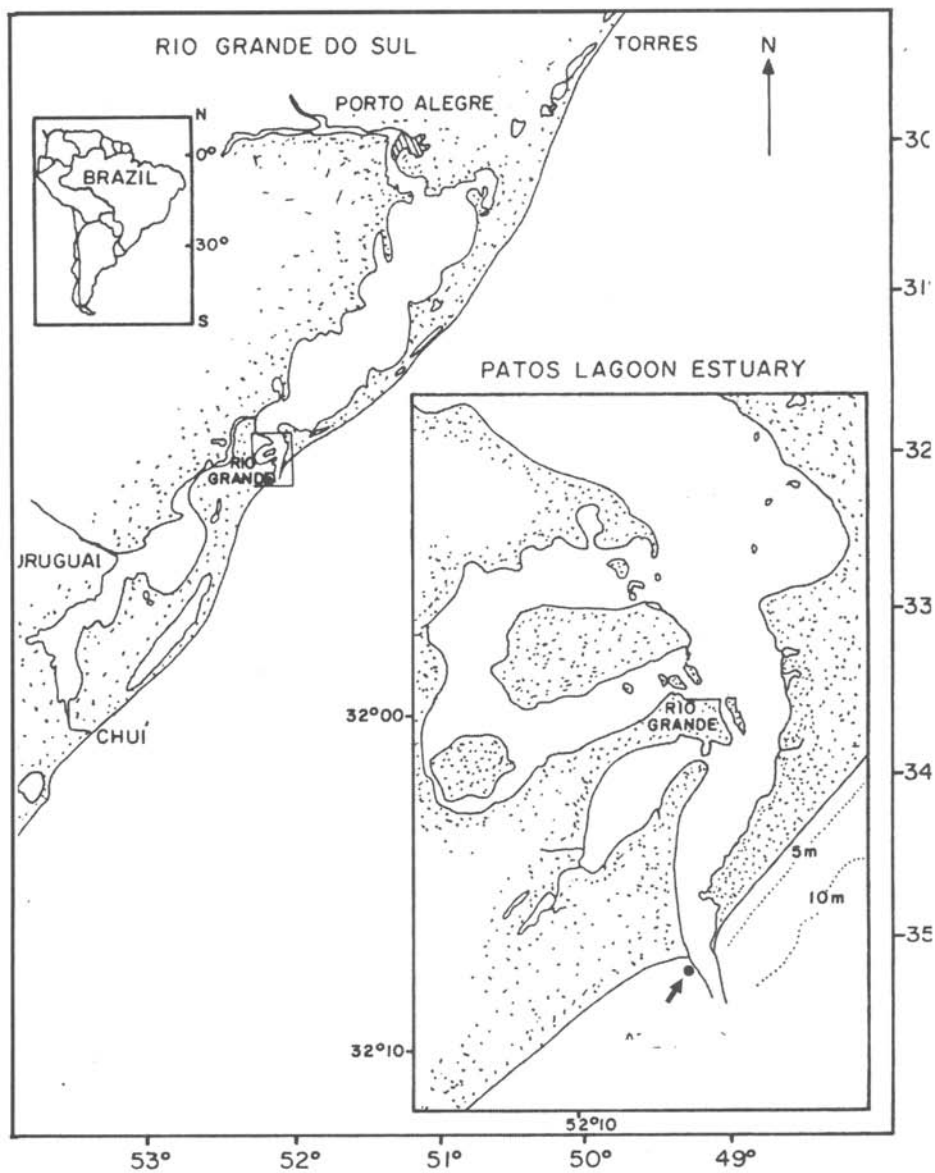 RIO GRANDE DO SUL
TORRES
N
PORTO ALEGRE
N
0°
BRAZIL
30°
S
30
31
PATOS LAGOON ESTUARY
32
RIO
GRANDE
URUGUAI
33
RIO
GRANDE
32°00
CHUÍ
34
5m
10m
35
32°10
52°10
53°
52°
51°
50°
49°